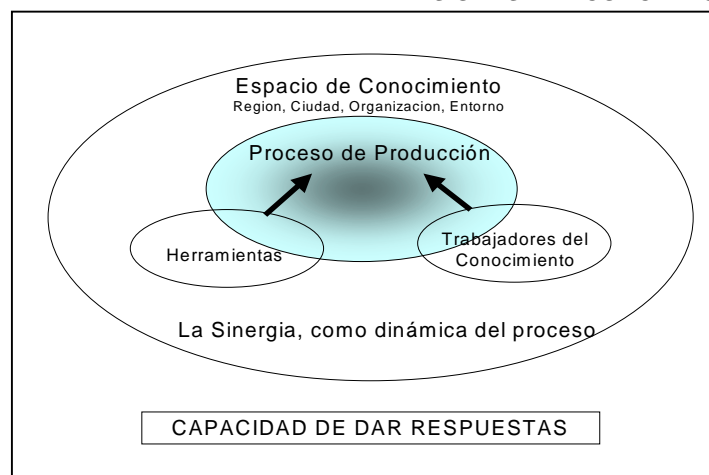 Espacio de Conocimiento
Region, Ciudad, Organizacion, Entorno
Proceso de Producción
Herramientas
Trabajadores del
Conocimiento
La Sinergia, como dinámica del proceso
CAPACIDAD DE DAR RESPUESTAS